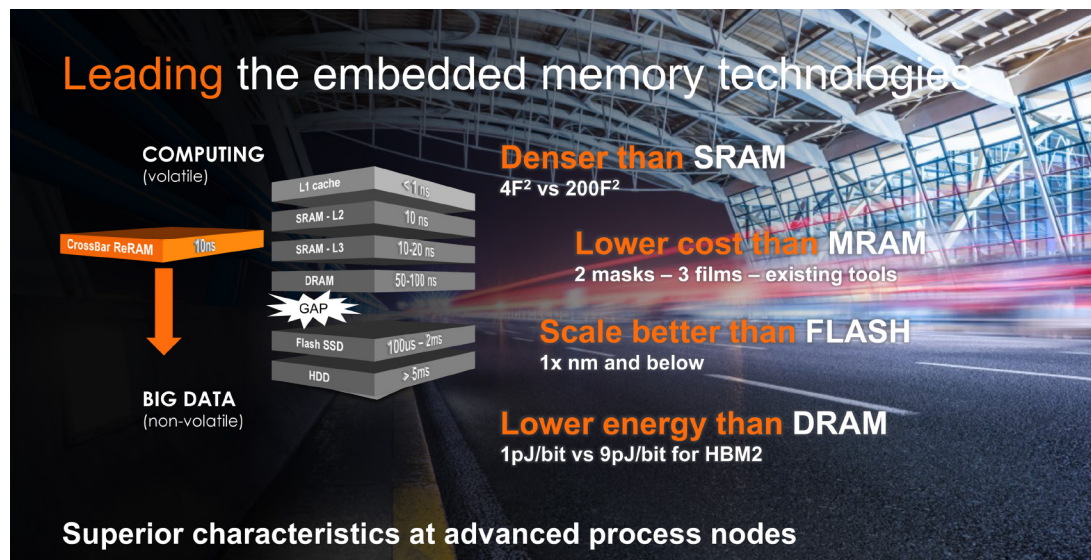 Leading the embedded memory technologies
COMPUTING
(volatile)
CrossBar ReRAM 10ns
BIG DATA
(non-volatile)
L1 cache <1 ns
SRAM - L2 10 ns
SRAM - L3 10-20 ns
DRAM 50-100 ns
GAP
Flash SSD 100us – 2ms
HDD > 5ms
Denser than SRAM
4F² vs 200F²
Lower cost than MRAM
2 masks – 3 films – existing tools
Scale better than FLASH
1x nm and below
Lower energy than DRAM
1pJ/bit vs 9pJ/bit for HBM2
Superior characteristics at advanced process nodes